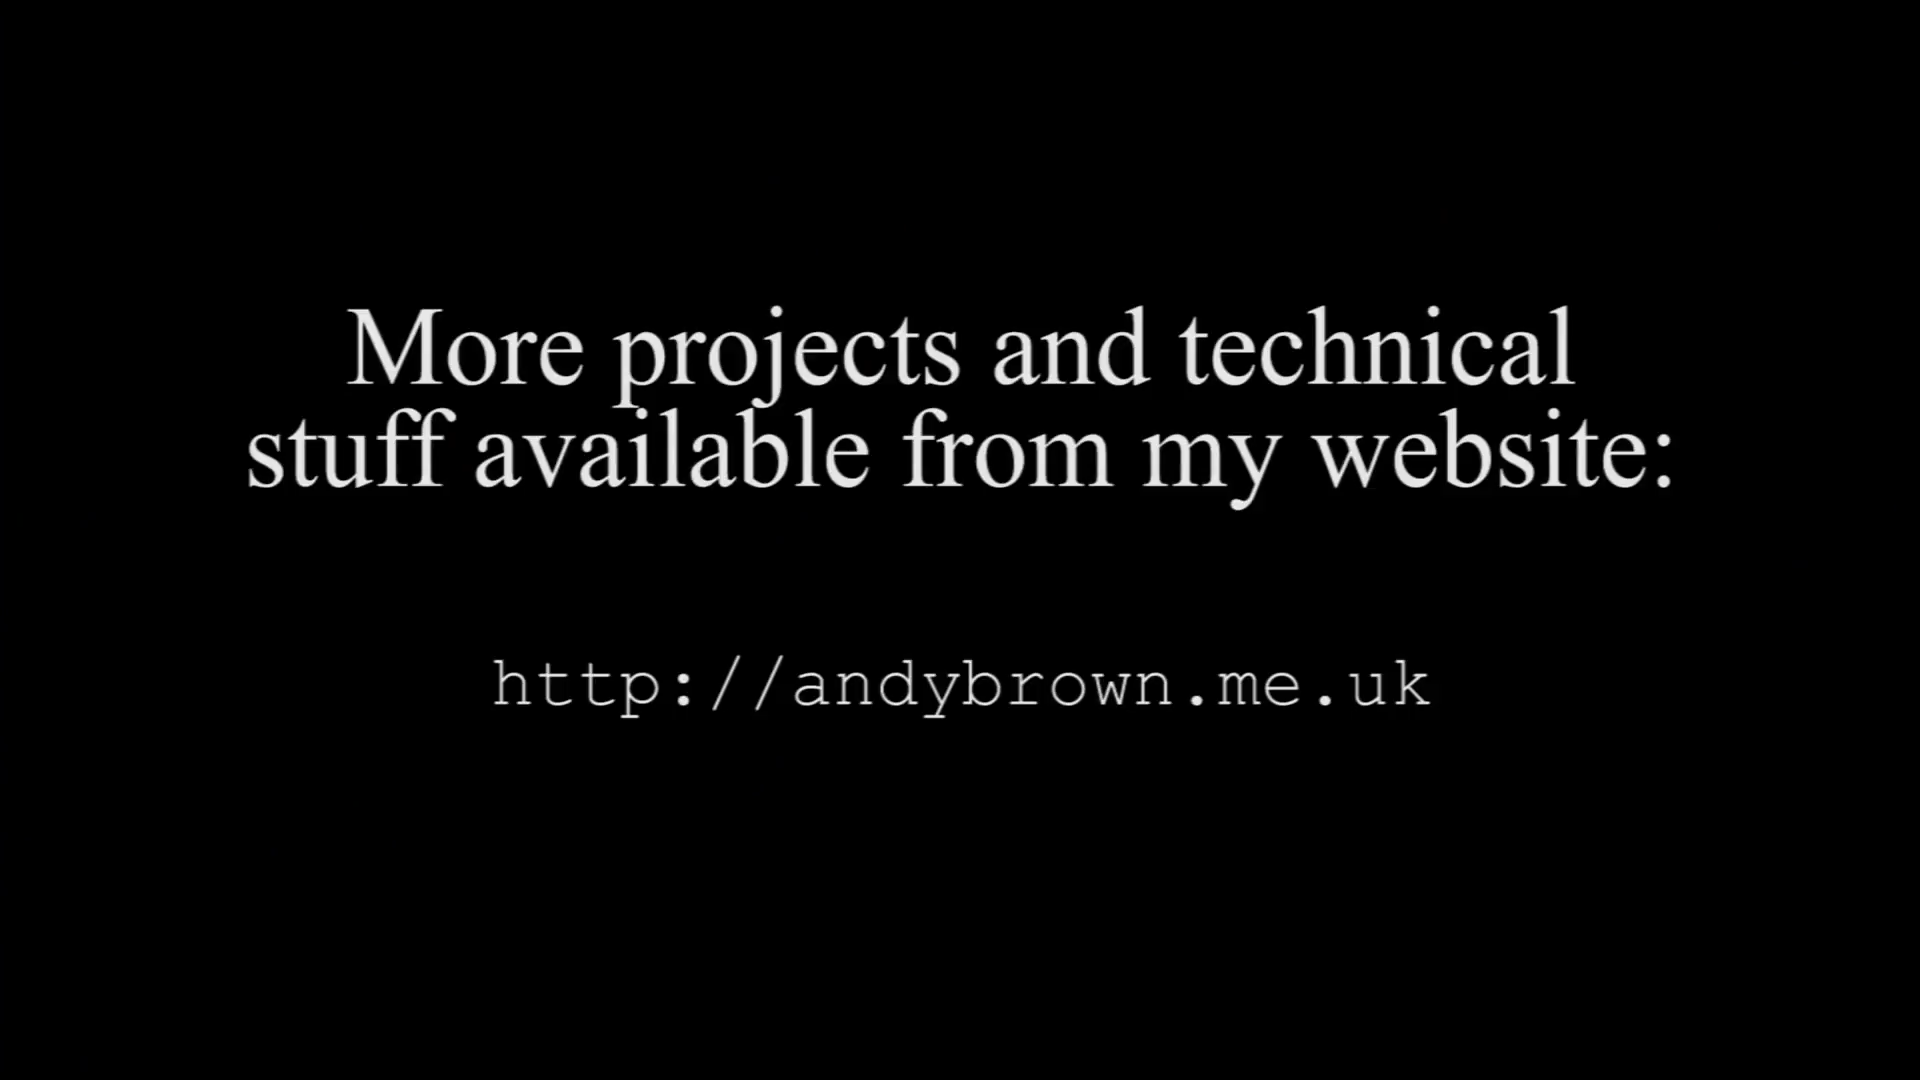 More projects and technical
stuff available from my website:
http://andybrown.me.uk